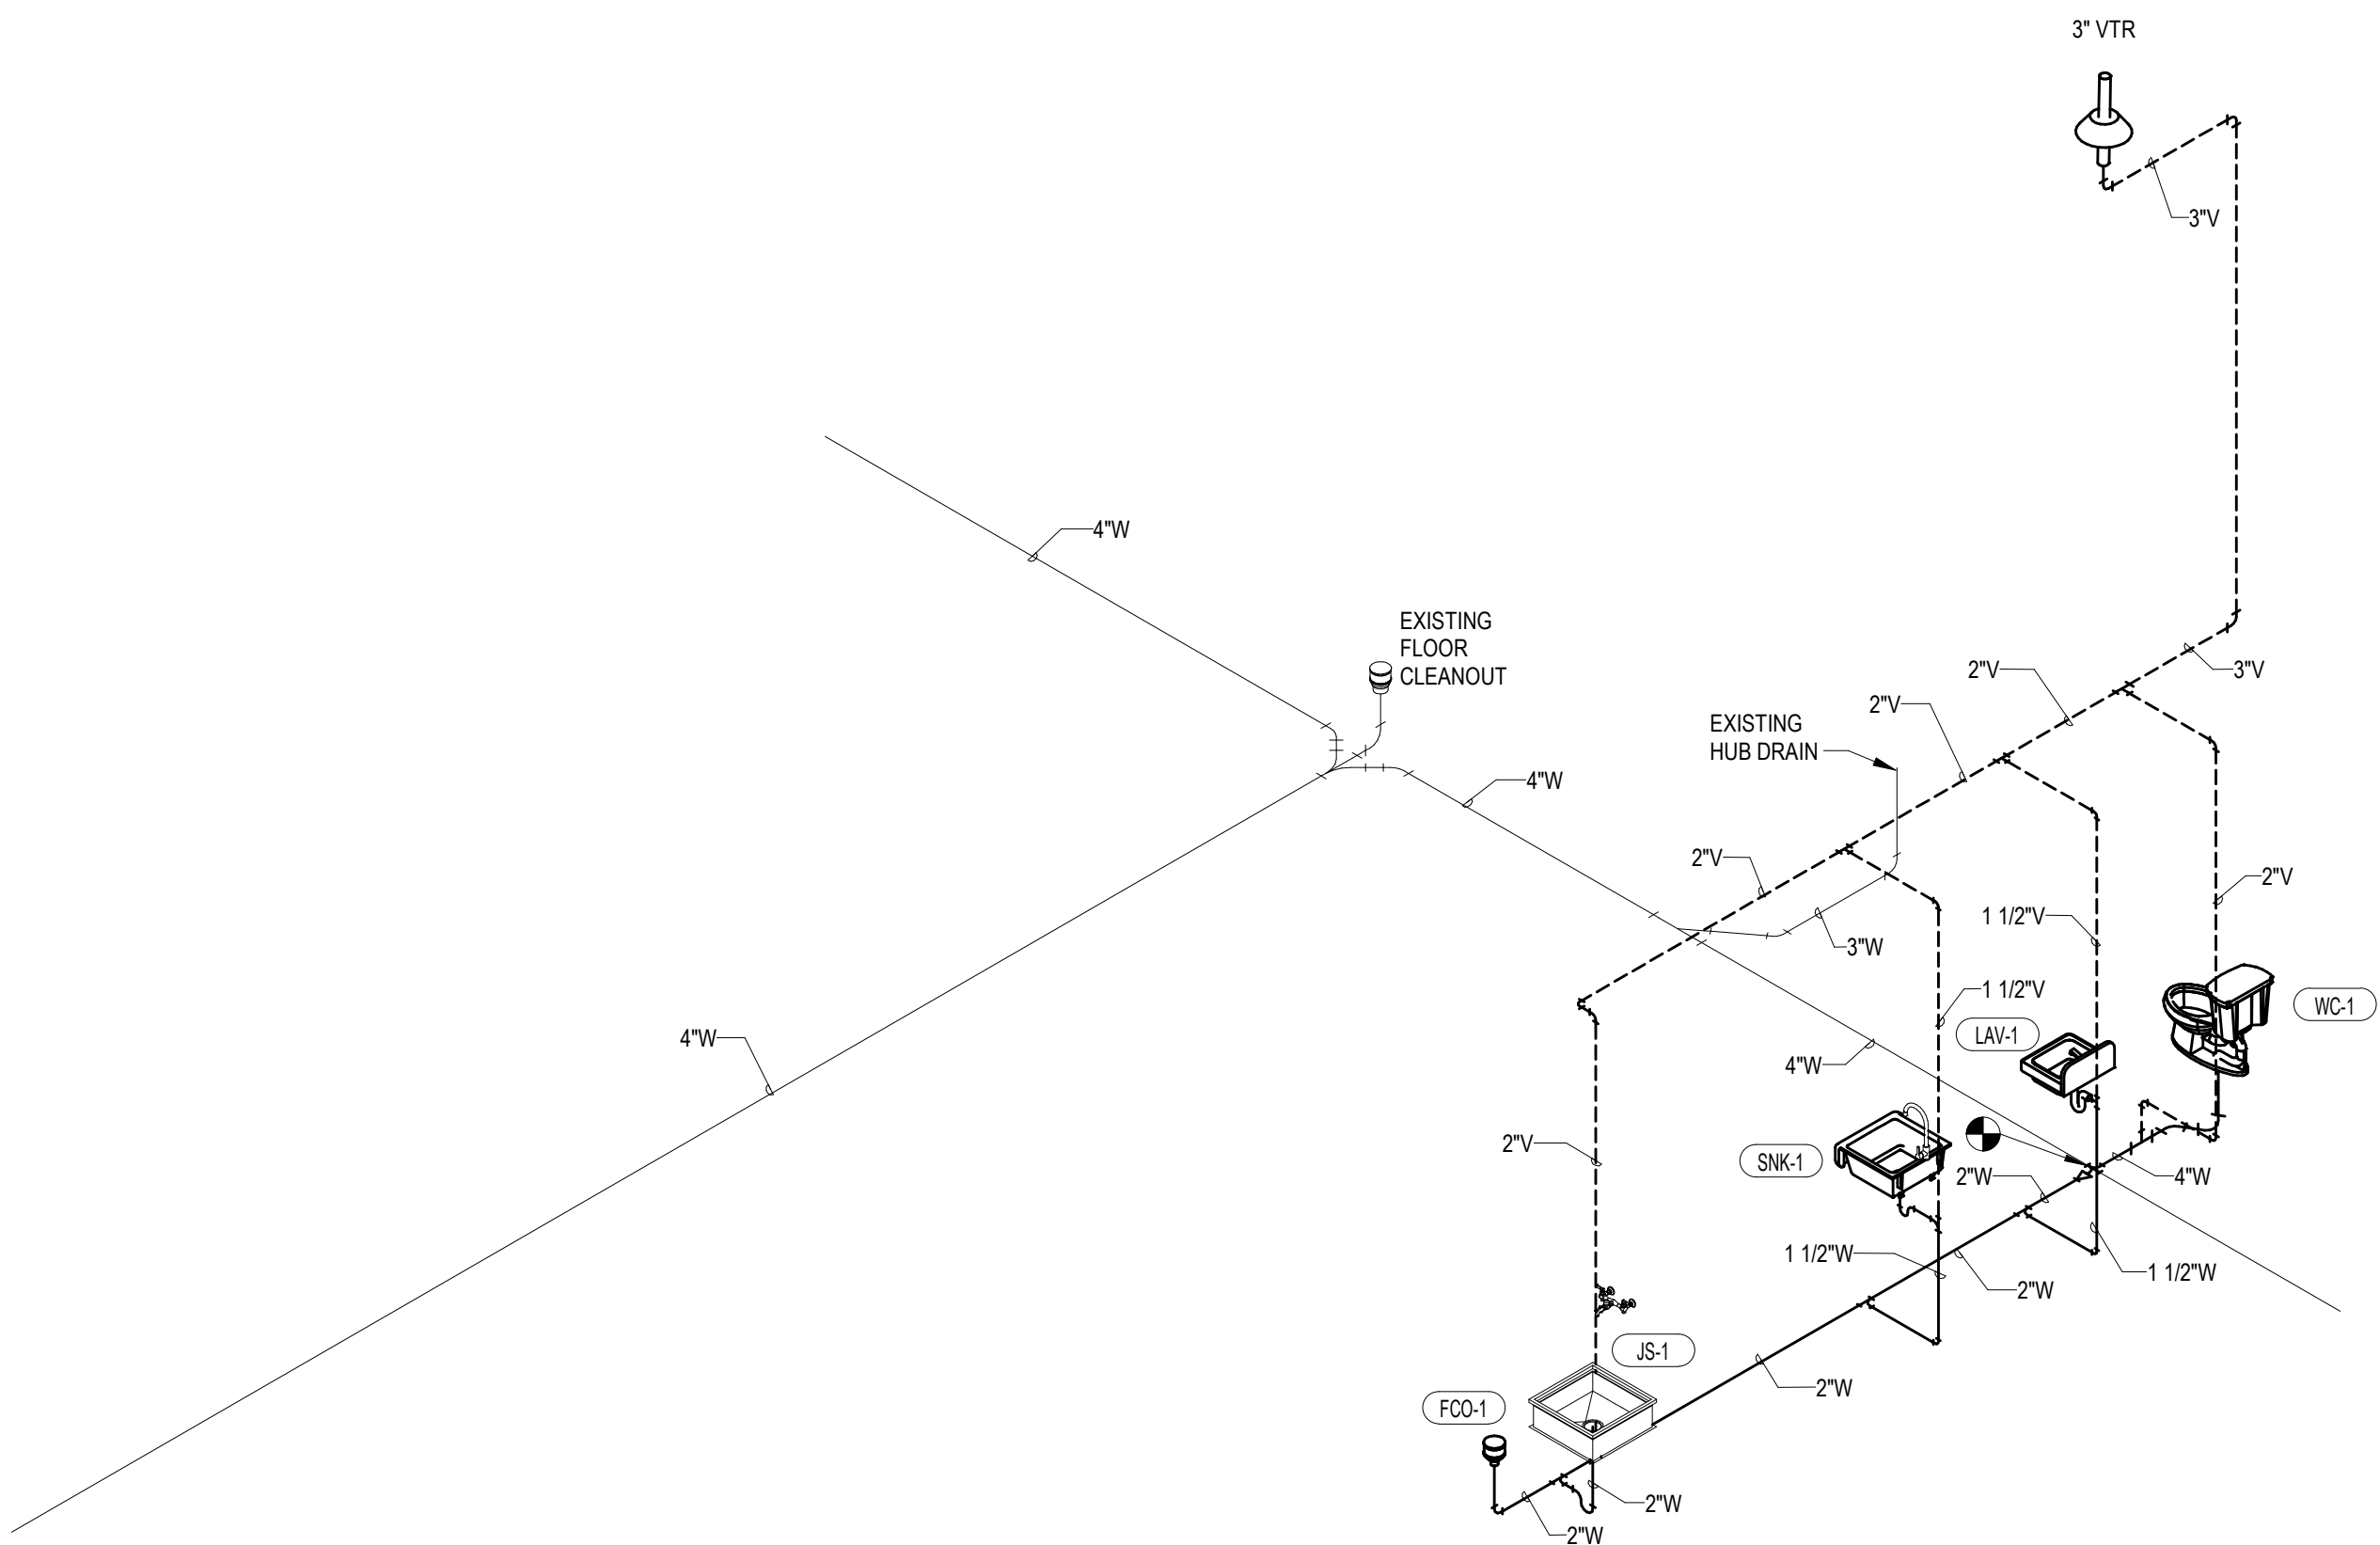 3" VTR
3"V
4"W
EXISTING
FLOOR
CLEANOUT
2"V
3"V
2"V
EXISTING
HUB DRAIN
4"W
2"V
2"V
1 1/2"V
3"W
1 1/2"V
WC-1
LAV-1
4"W
4"W
2"V
SNK-1
2"W
4"W
1 1/2"W
1 1/2"W
2"W
JS-1
2"W
FCO-1
2"W
2"W